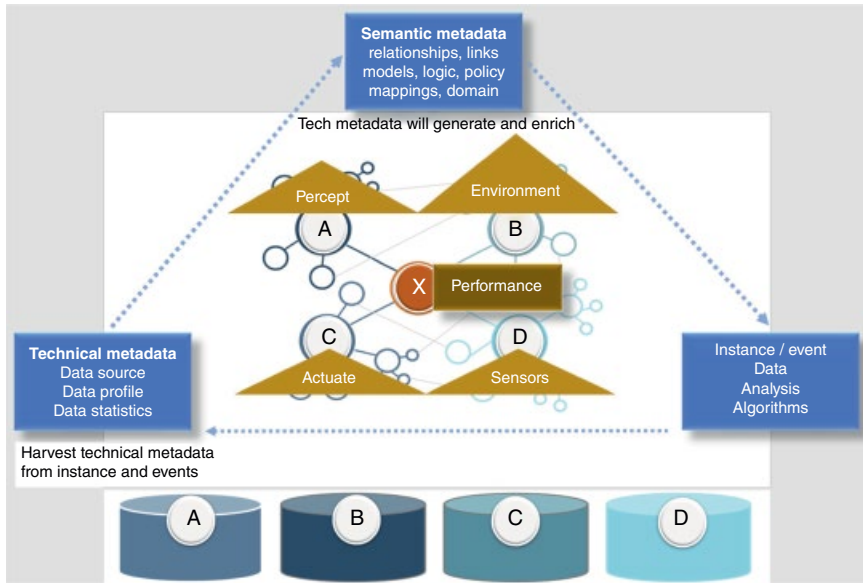 Semantic metadata
relationships, links
models, logic, policy
mappings, domain
Tech metadata will generate and enrich
Percept
Environment
A
B
X
Performance
C
D
Actuate
Sensors
Technical metadata
Data source
Data profile
Data statistics
Instance / event
Data
Analysis
Algorithms
Harvest technical metadata
from instance and events
A
B
C
D